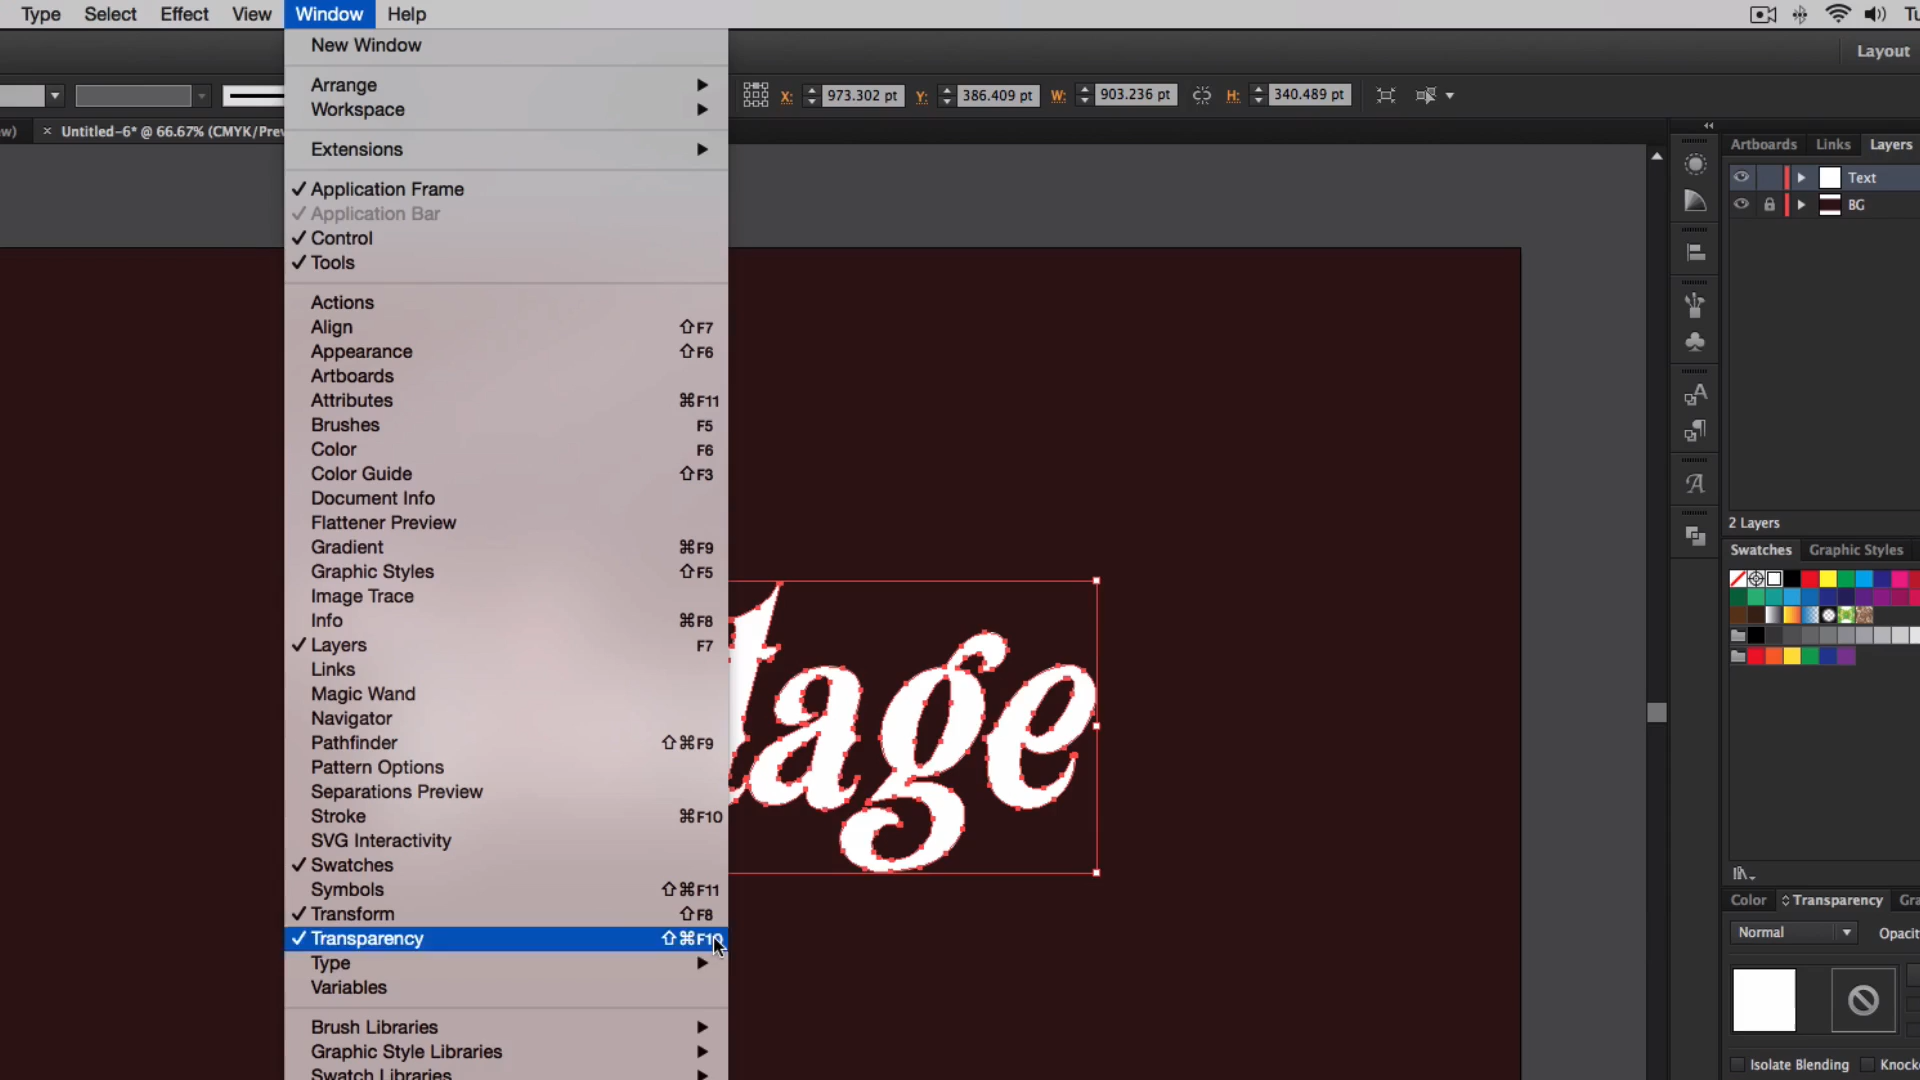 Type Select Effect View Window Help
Layout
X: 973.302 pt Y: 386.409 pt W: 903.236 pt H: 340.489 pt
× Untitled-6* @ 66.67% (CMYK/Pre
New Window
Arrange
Workspace
Extensions
✓ Application Frame
✓ Application Bar
✓ Control
✓ Tools
Actions
Align ⇧F7
Appearance ⇧F6
Artboards
Attributes ⌘F11
Brushes F5
Color F6
Color Guide ⇧F3
Document Info
Flattener Preview
Gradient ⌘F9
Graphic Styles ⇧F5
Image Trace
Info ⌘F8
✓ Layers F7
Links
Magic Wand
Navigator
Pathfinder ⇧⌘F9
Pattern Options
Separations Preview
Stroke ⌘F10
SVG Interactivity
✓ Swatches
Symbols ⇧⌘F11
✓ Transform ⇧F8
✓ Transparency ⇧⌘F10
Type
Variables
Brush Libraries
Graphic Style Libraries
Swatch Libraries
tage
Artboards Links Layers
Text
BG
2 Layers
Swatches Graphic Styles
Color Transparency Gra
Normal Opacit
Isolate Blending Knock